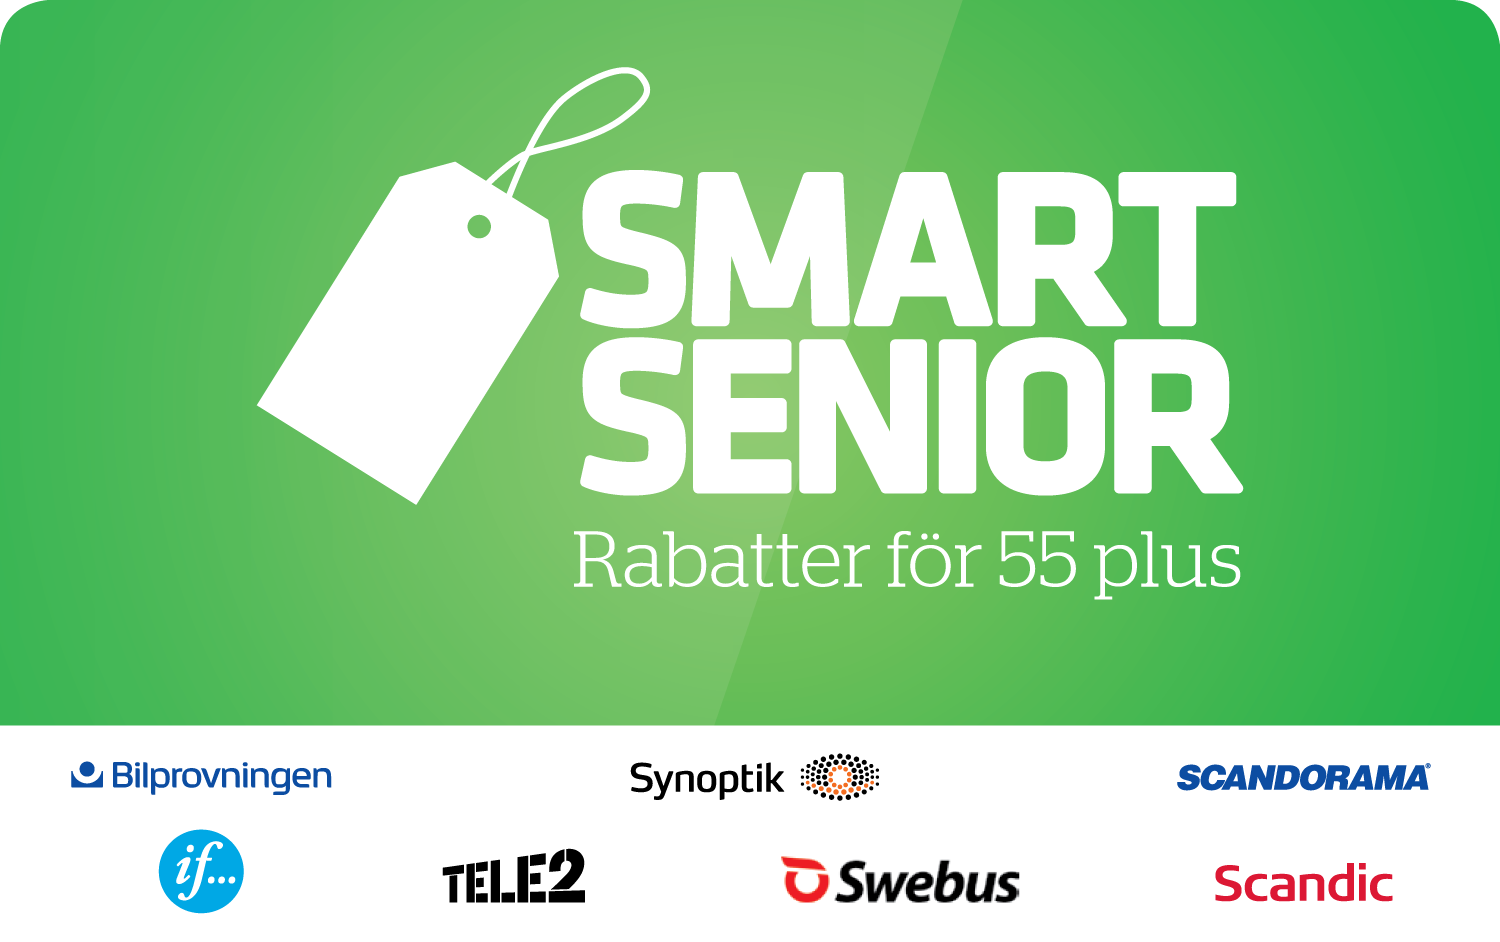 SMART
SENIOR
Rabatter för 55 plus
Bilprovningen
Synoptik
SCANDORAMA®
if...
TELE2
Swebus
Scandic